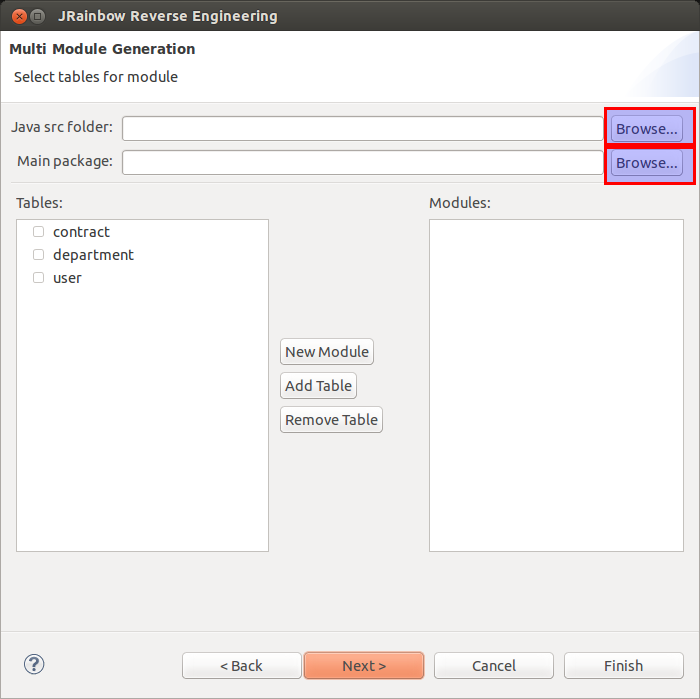 JRainbow Reverse Engineering
Multi Module Generation
Select tables for module
Java src folder: Browse...
Main package: Browse...
Tables: Modules:
contract
department
user
New Module
Add Table
Remove Table
? < Back Next > Cancel Finish